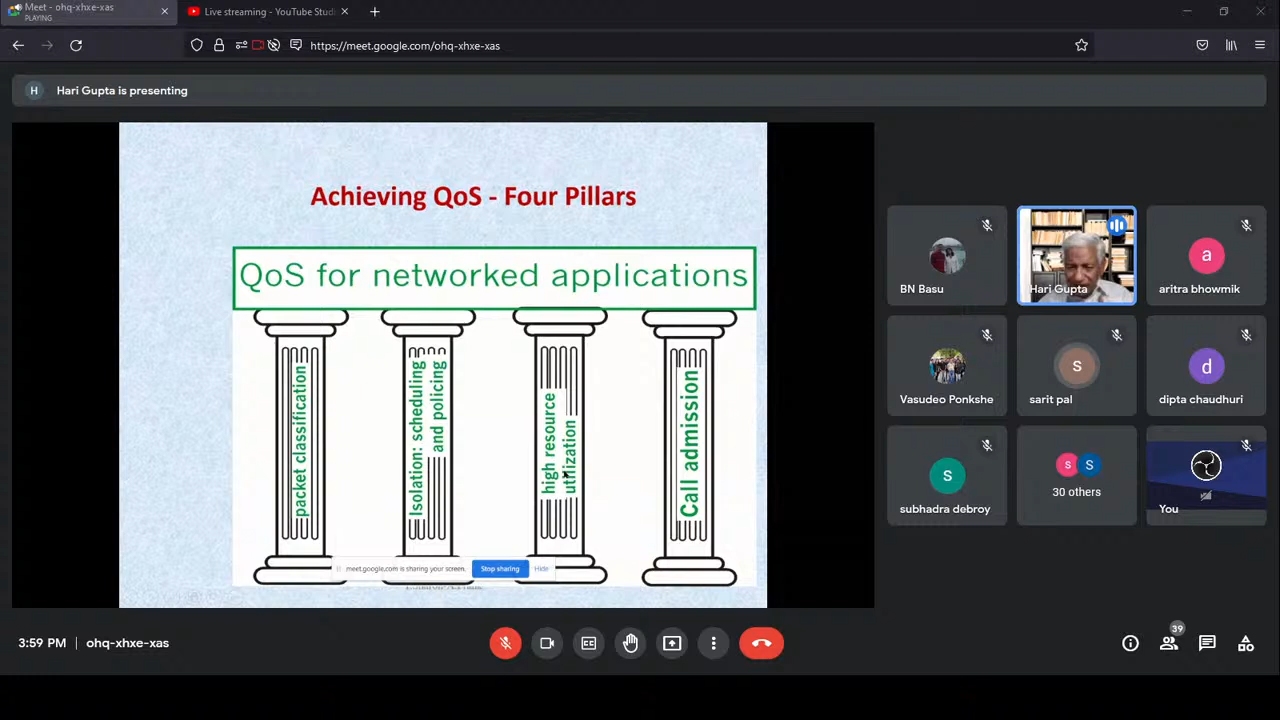 Meet - ohq-xhxe-xas
PLAYING
Live streaming - YouTube Stud
https://meet.google.com/ohq-xhxe-xas
H
Hari Gupta is presenting
Achieving QoS - Four Pillars
QoS for networked applications
packet classification
Isolation: scheduling
and policing
high resource
utilization
Call admission
meet.google.com is sharing your screen.
Stop sharing
Hide
BN Basu
Hari Gupta
a
aritra bhowmik
Vasudeo Ponkshe
s
sarit pal
d
dipta chaudhuri
s
subhadra debroy
s
S
30 others
You
3:59 PM | ohq-xhxe-xas
39